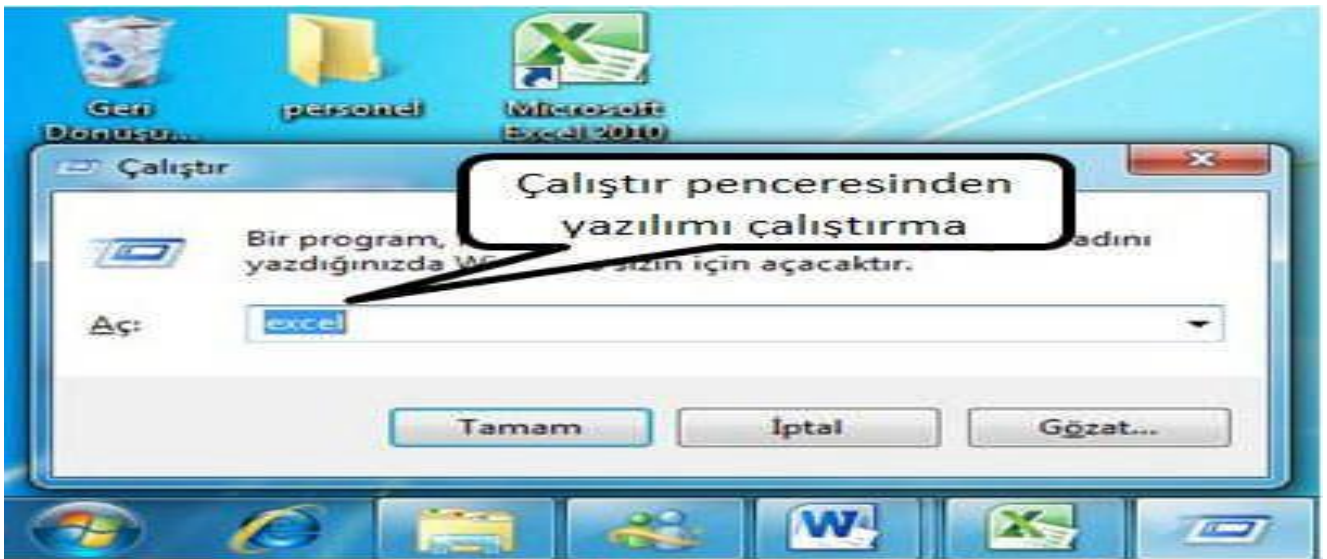 Geri
Dönüşü...
personel
Microsoft
Excel 2010
Çalıştır
Çalıştır penceresinden
yazılımı çalıştırma
Bir program, adını
yazdığınızda sizin için açacaktır.
Aç:
excel
Tamam
İptal
Gözat...